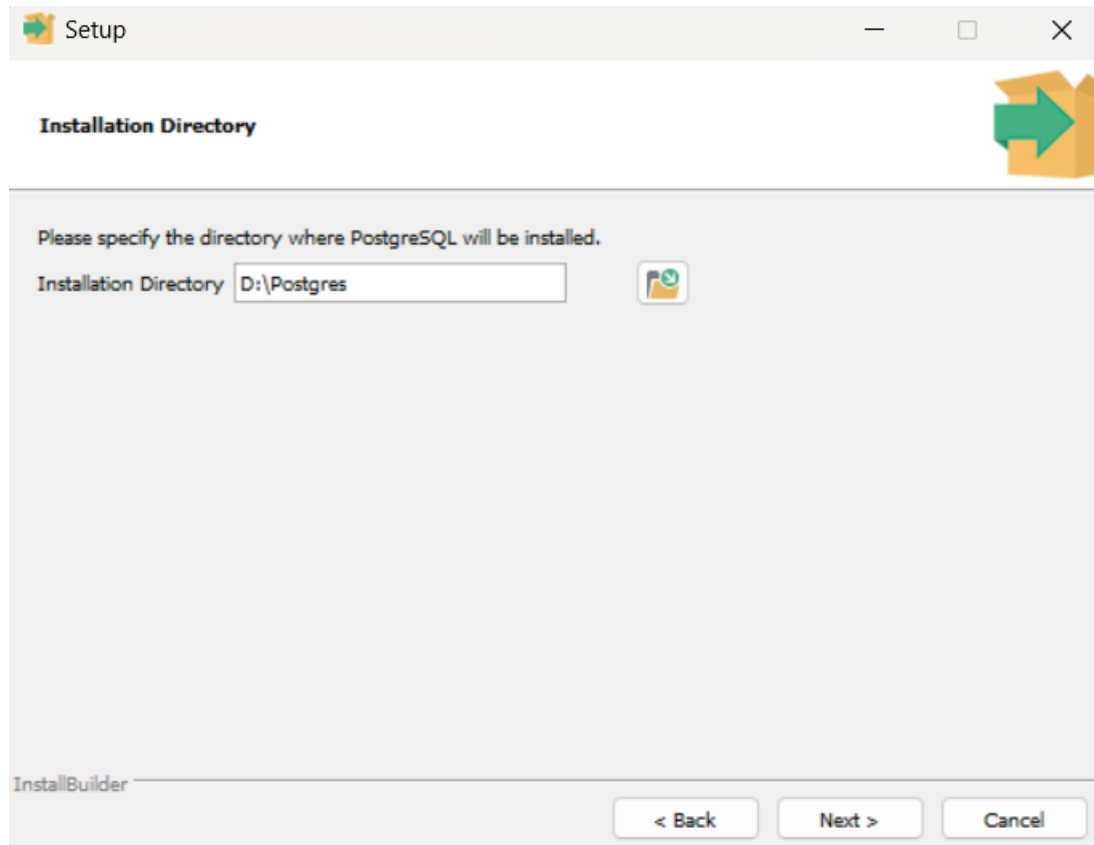 Setup
Installation Directory
Please specify the directory where PostgreSQL will be installed.
Installation Directory D:\Postgres
InstallBuilder
< Back Next > Cancel